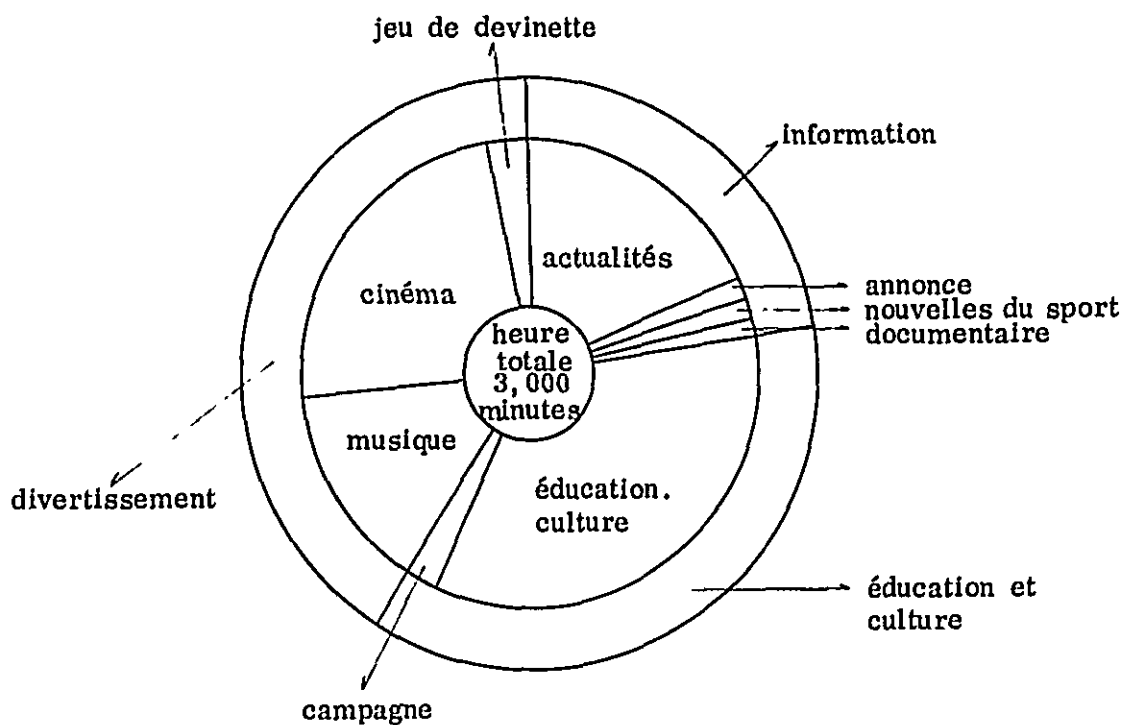 jeu de devinette
information
actualités
cinéma
annonce
nouvelles du sport
documentaire
heure
totale
3,000
minutes
musique
divertissement
éducation.
culture
éducation et
culture
campagne